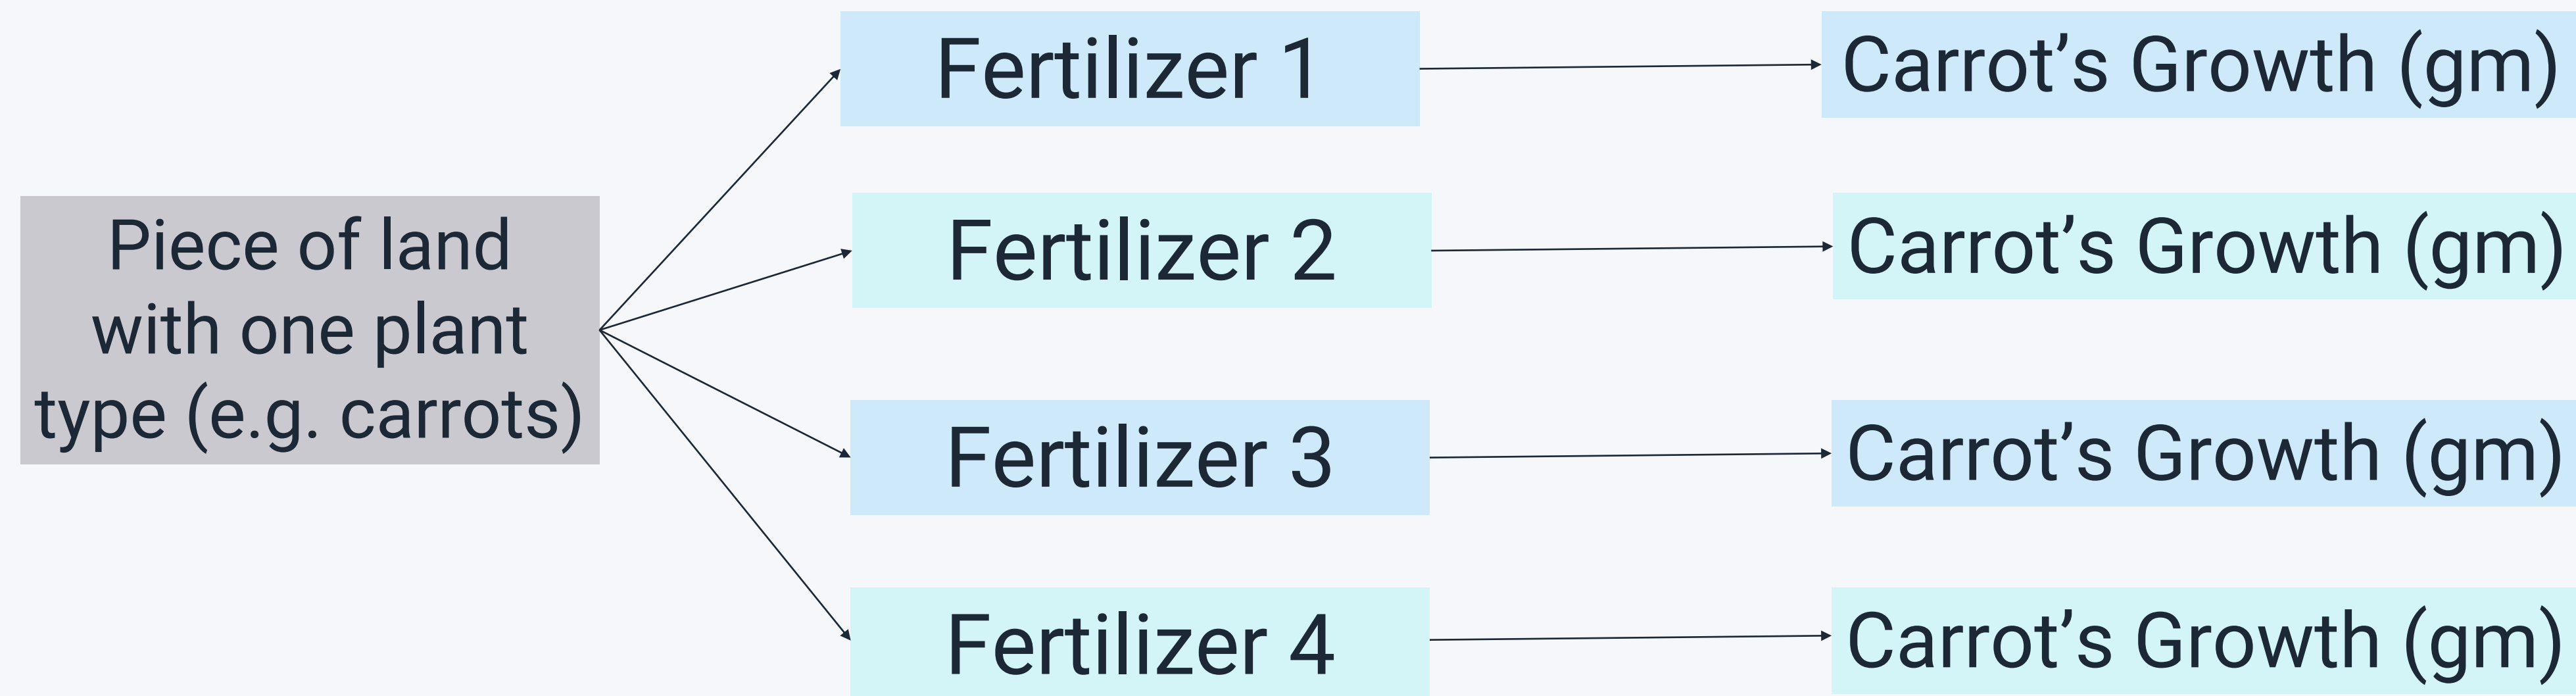 Fertilizer 1
Carrot’s Growth (gm)
Piece of land
with one plant
type (e.g. carrots)
Fertilizer 2
Carrot’s Growth (gm)
Fertilizer 3
Carrot’s Growth (gm)
Fertilizer 4
Carrot’s Growth (gm)